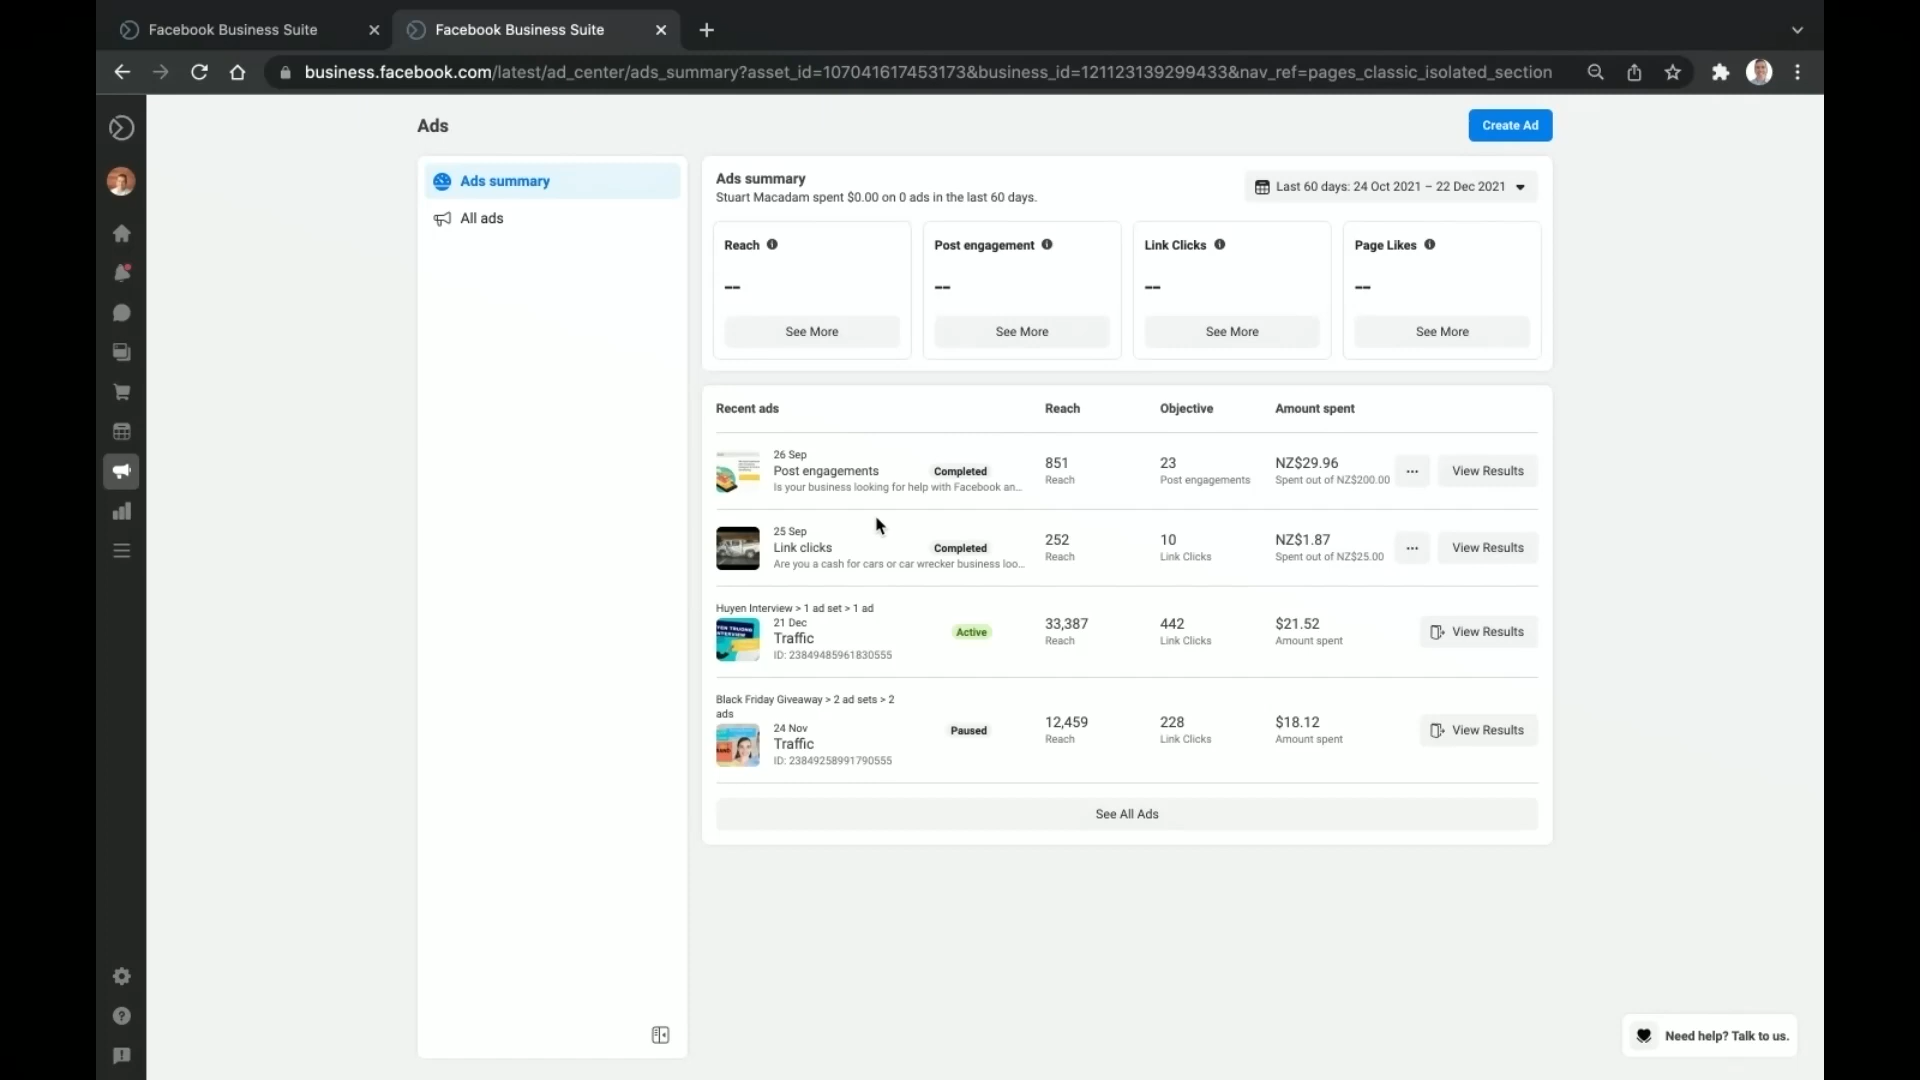 Facebook Business Suite
Facebook Business Suite
business.facebook.com/latest/ad_center/ads_summary?asset_id=107041617453173&business_id=121123139299433&nav_ref=pages_classic_isolated_section
Ads
Create Ad
Ads summary
All ads
Ads summary
Stuart Macadam spent $0.00 on 0 ads in the last 60 days.
Last 60 days: 24 Oct 2021 – 22 Dec 2021
Reach
Post engagement
Link Clicks
Page Likes
--
--
--
--
See More
See More
See More
See More
Recent ads
Reach
Objective
Amount spent
26 Sep
Post engagements
Is your business looking for help with Facebook an...
Completed
851
Reach
23
Post engagements
NZ$29.96
Spent out of NZ$200.00
...
View Results
25 Sep
Link clicks
Are you a cash for cars or car wrecker business loo...
Completed
252
Reach
10
Link Clicks
NZ$1.87
Spent out of NZ$25.00
...
View Results
Huyen Interview > 1 ad set > 1 ad
21 Dec
Traffic
ID: 23849485961830555
Active
33,387
Reach
442
Link Clicks
$21.52
Amount spent
View Results
Black Friday Giveaway > 2 ad sets > 2
ads
24 Nov
Traffic
ID: 23849258991790555
Paused
12,459
Reach
228
Link Clicks
$18.12
Amount spent
View Results
See All Ads
Need help? Talk to us.